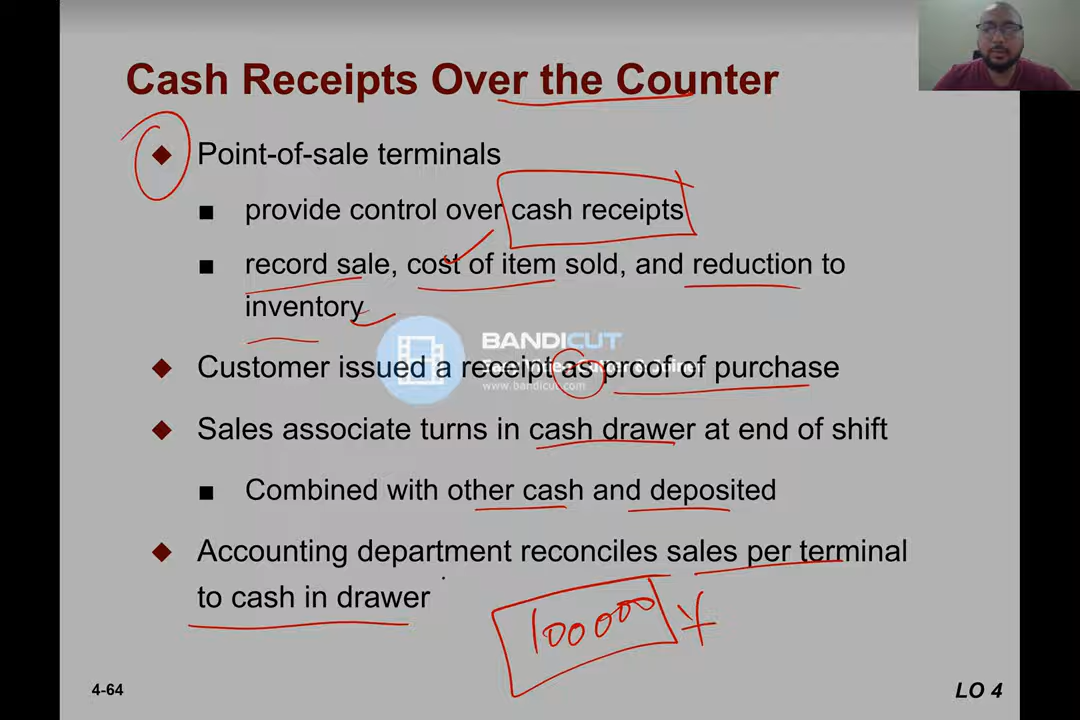 Cash Receipts Over the Counter
Point-of-sale terminals
provide control over cash receipts
record sale, cost of item sold, and reduction to
inventory
BANDICUT
Customer issued a receipt as proof of purchase
www.bandicut.com
Sales associate turns in cash drawer at end of shift
Combined with other cash and deposited
Accounting department reconciles sales per terminal
to cash in drawer
100000 ¥
4-64
LO 4